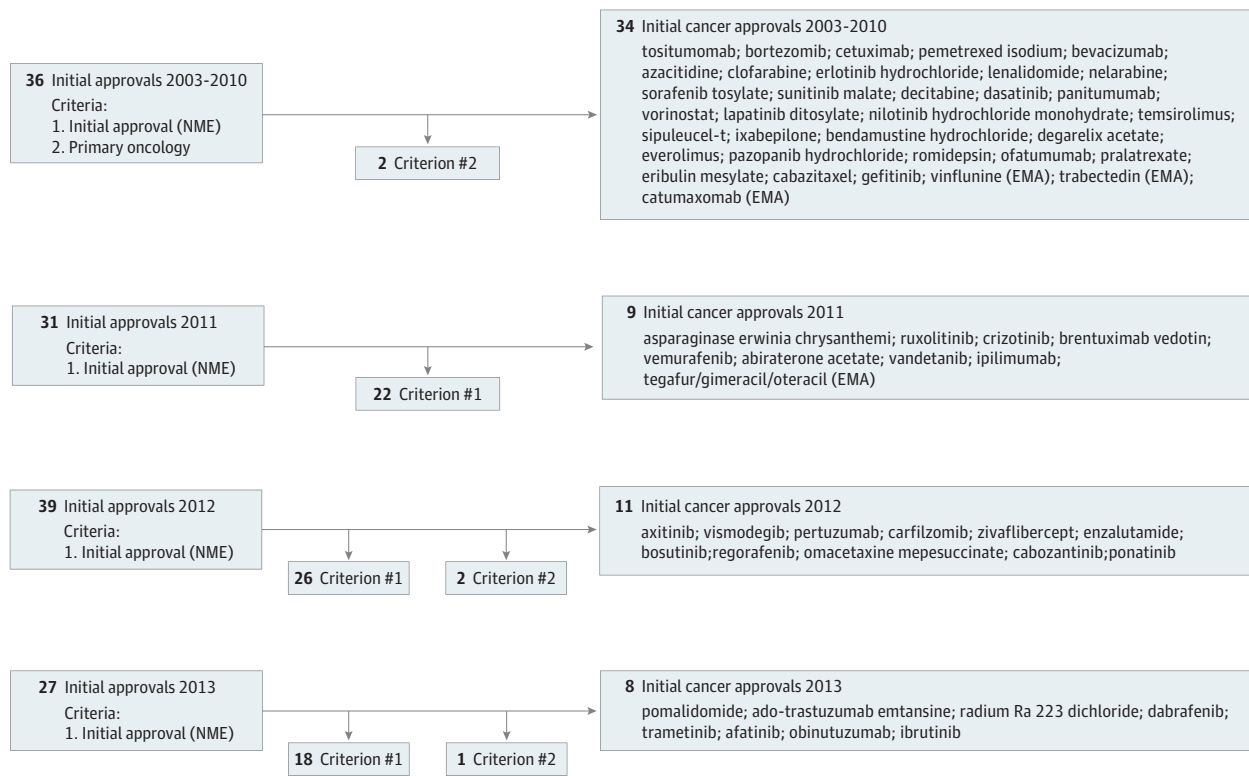 36 Initial approvals 2003-2010
Criteria:
1. Initial approval (NME)
2. Primary oncology
2 Criterion #2
34 Initial cancer approvals 2003-2010
tositumomab; bortezomib; cetuximab; pemetrexed isodium; bevacizumab;
azacitidine; clofarabine; erlotinib hydrochloride; lenalidomide; nelarabine;
sorafenib tosylate; sunitinib malate; decitabine; dasatinib; panitumumab;
vorinostat; lapatinib ditosylate; nilotinib hydrochloride monohydrate; temsirolimus;
sipuleucel-t; ixabepilone; bendamustine hydrochloride; degarelix acetate;
everolimus; pazopanib hydrochloride; romidepsin; ofatumumab; pralatrexate;
eribulin mesylate; cabazitaxel; gefitinib; vinflunine (EMA); trabectedin (EMA);
catumaxomab (EMA)
31 Initial approvals 2011
Criteria:
1. Initial approval (NME)
22 Criterion #1
9 Initial cancer approvals 2011
asparaginase erwinia chrysanthemi; ruxolitinib; crizotinib; brentuximab vedotin;
vemurafenib; abiraterone acetate; vandetanib; ipilimumab;
tegafur/gimeracil/oteracil (EMA)
39 Initial approvals 2012
Criteria:
1. Initial approval (NME)
26 Criterion #1
2 Criterion #2
11 Initial cancer approvals 2012
axitinib; vismodegib; pertuzumab; carfilzomib; zivaflibercept; enzalutamide;
bosutinib;regorafenib; omacetaxine mepesuccinate; cabozantinib;ponatinib
27 Initial approvals 2013
Criteria:
1. Initial approval (NME)
18 Criterion #1
1 Criterion #2
8 Initial cancer approvals 2013
pomalidomide; ado-trastuzumab emtansine; radium Ra 223 dichloride; dabrafenib;
trametinib; afatinib; obinutuzumab; ibrutinib